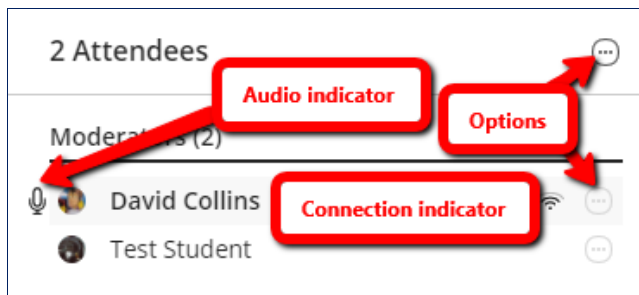 2 Attendees
Audio indicator
Options
Moderators (2)
David Collins
Connection indicator
Test Student